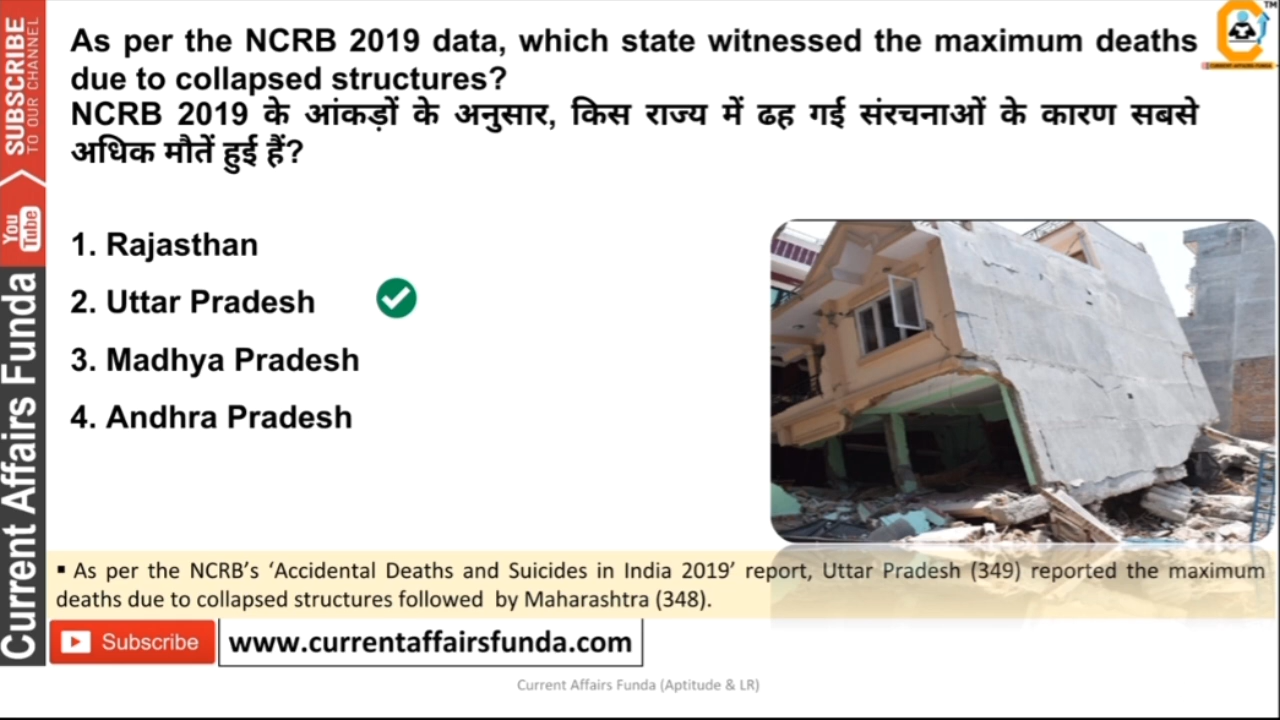 As per the NCRB 2019 data, which state witnessed the maximum deaths
due to collapsed structures?
NCRB 2019 के आंकड़ों के अनुसार, किस राज्य में ढह गई संरचनाओं के कारण सबसे
अधिक मौतें हुई हैं?
1. Rajasthan
2. Uttar Pradesh
3. Madhya Pradesh
4. Andhra Pradesh
▪ As per the NCRB's ‘Accidental Deaths and Suicides in India 2019’ report, Uttar Pradesh (349) reported the maximum
deaths due to collapsed structures followed by Maharashtra (348).
Subscribe
www.currentaffairsfunda.com
Current Affairs Funda (Aptitude & LR)
SUBSCRIBE
TO OUR CHANNEL
You
Tube
Current Affairs Funda
TM
CURRENT AFFAIRS FUNDA